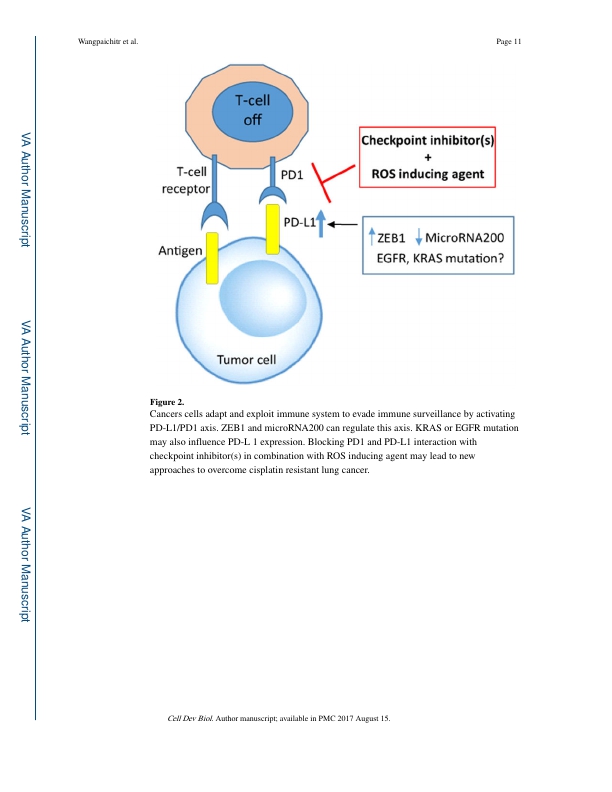 Wangpaichitr et al.
Page 11
VA Author Manuscript
VA Author Manuscript
VA Author Manuscript
T-cell
off
T-cell
receptor
PD1
Checkpoint inhibitor(s)
+
ROS inducing agent
PD-L1
Antigen
ZEB1 MicroRNA200
EGFR, KRAS mutation?
Tumor cell
Figure 2.
Cancers cells adapt and exploit immune system to evade immune surveillance by activating
PD-L1/PD1 axis. ZEB1 and microRNA200 can regulate this axis. KRAS or EGFR mutation
may also influence PD-L 1 expression. Blocking PD1 and PD-L1 interaction with
checkpoint inhibitor(s) in combination with ROS inducing agent may lead to new
approaches to overcome cisplatin resistant lung cancer.
Cell Dev Biol. Author manuscript; available in PMC 2017 August 15.